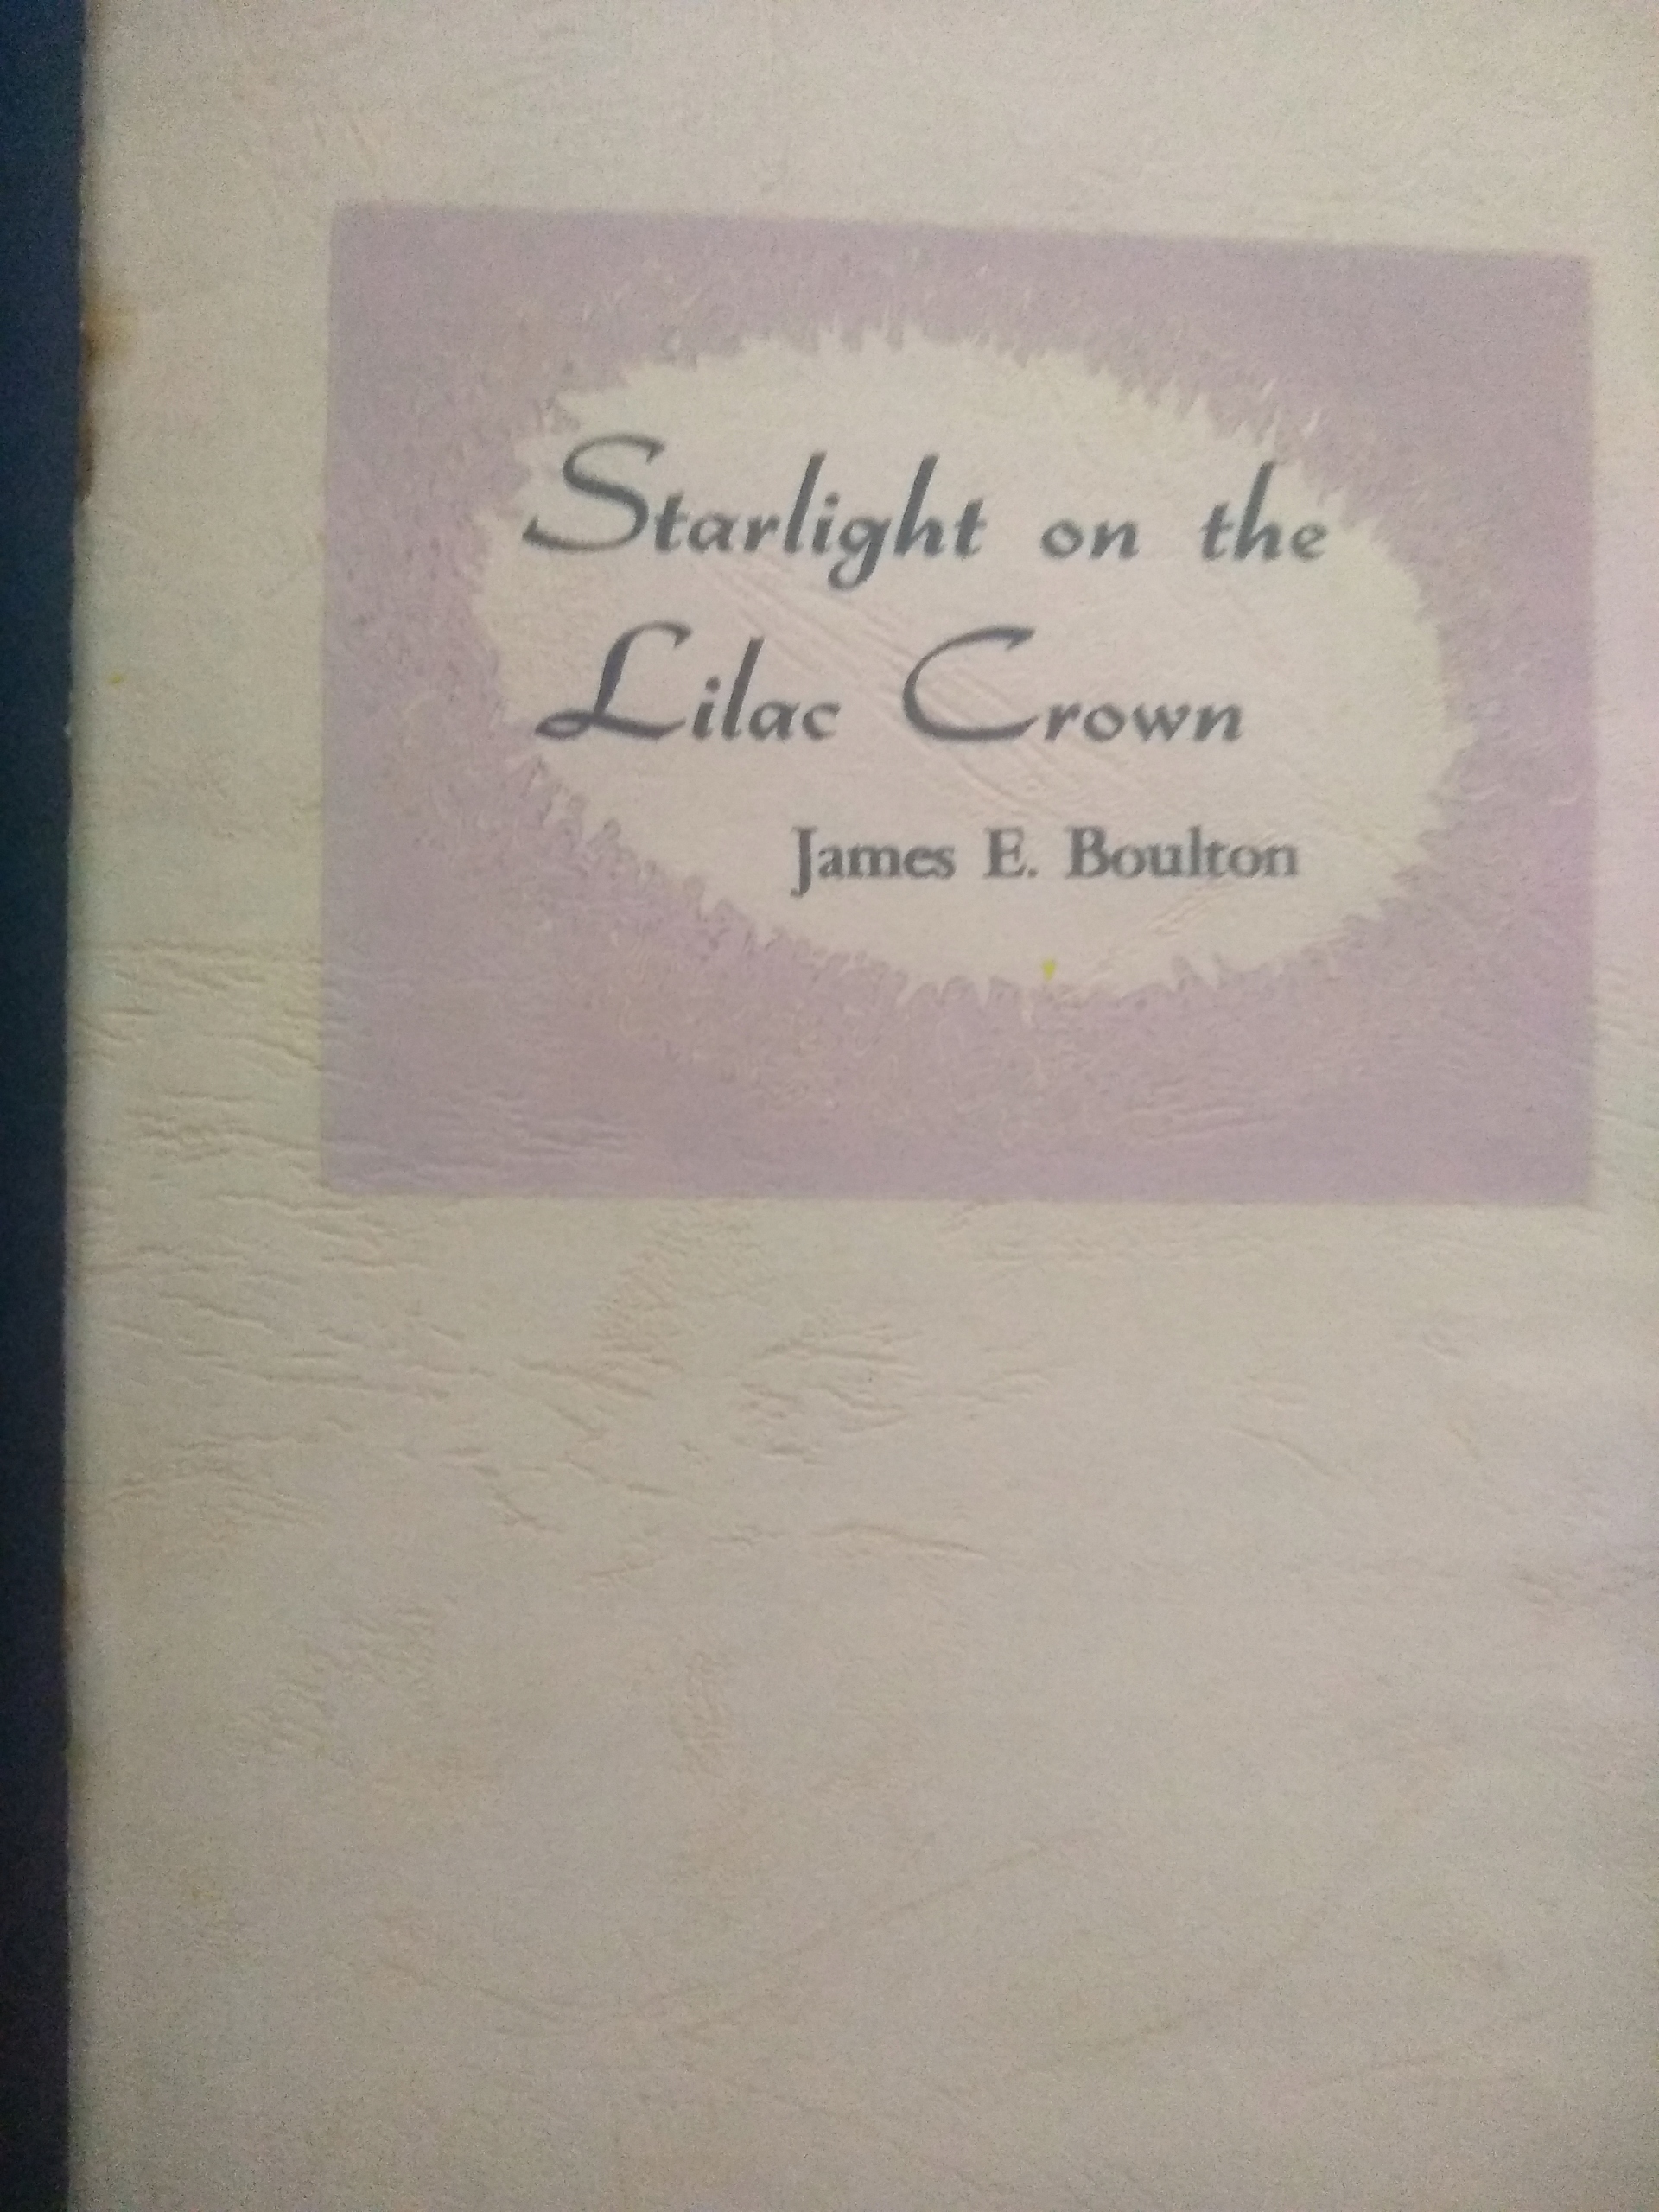 Starlight on the
Lilac Crown
James E. Boulton